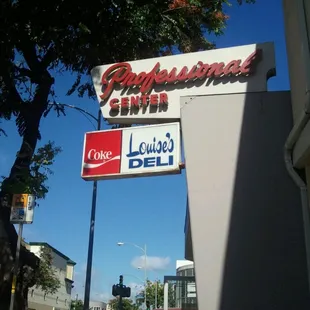 Professional
CENTER
Coke
Louise's
DELI